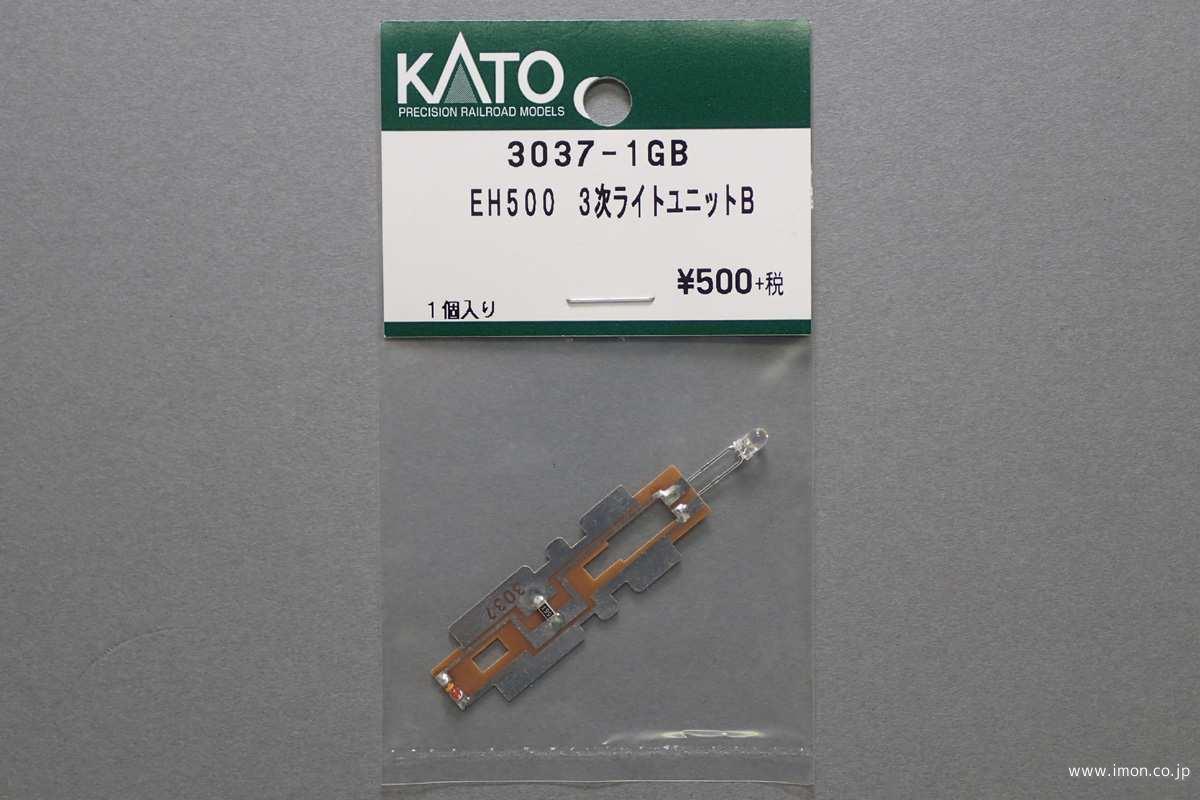 KATO
PRECISION RAILROAD MODELS
3037-1GB
EH500 3次ライトユニットB
¥500+税
1個入り
3037
www.imon.co.jp